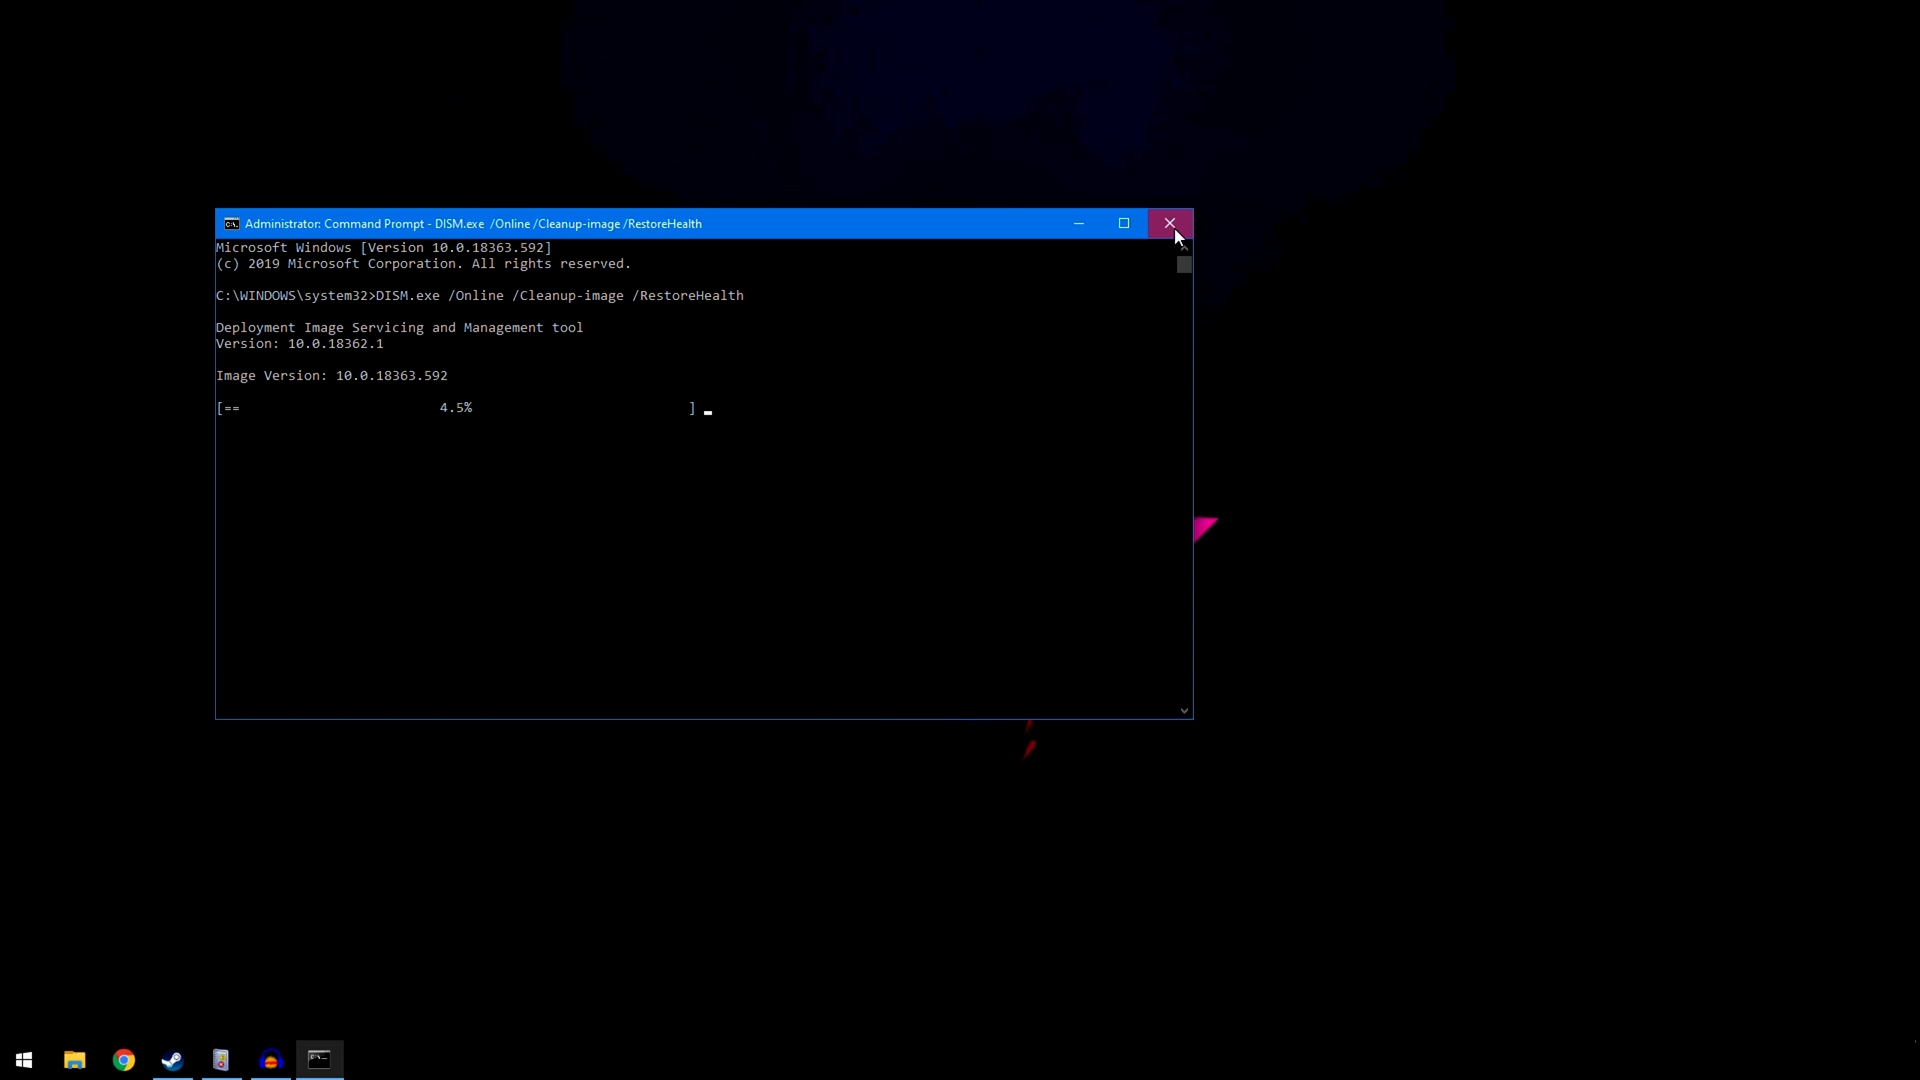 Administrator: Command Prompt - DISM.exe  /Online /Cleanup-image /RestoreHealth
Microsoft Windows [Version 10.0.18363.592]
(c) 2019 Microsoft Corporation. All rights reserved.
C:\WINDOWS\system32>DISM.exe /Online /Cleanup-image /RestoreHealth
Deployment Image Servicing and Management tool
Version: 10.0.18362.1
Image Version: 10.0.18363.592
[==                         4.5%                           ]